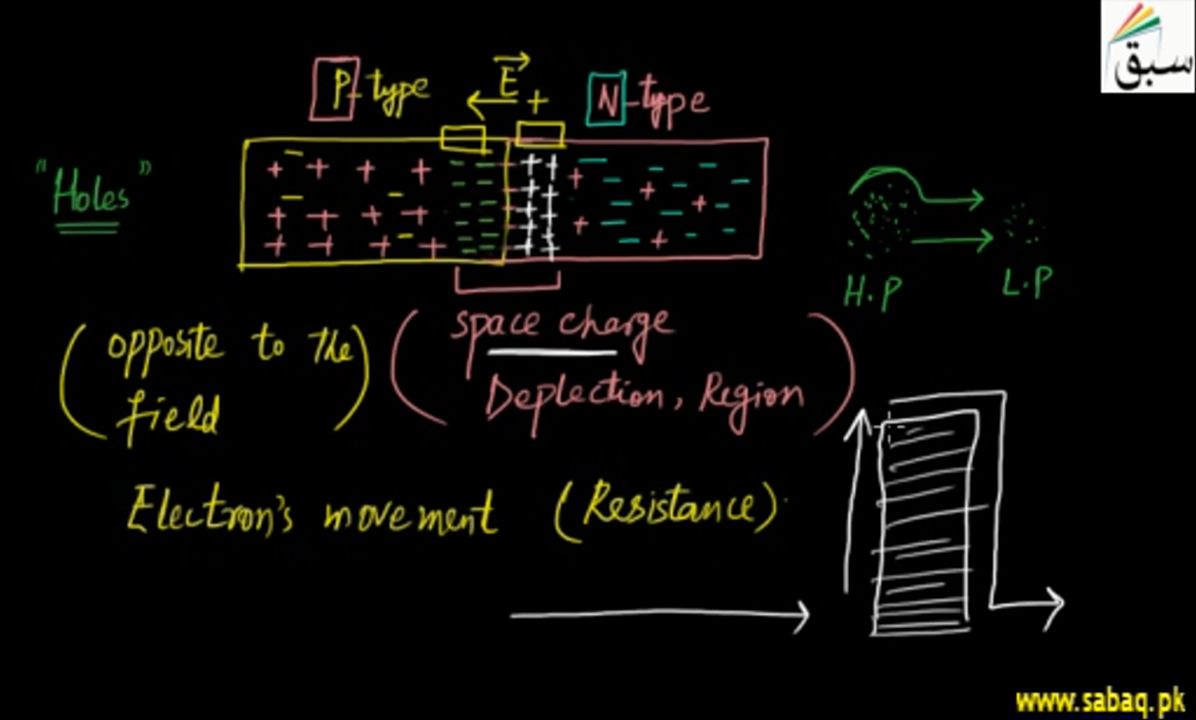 سبق
P-type
E
N-type
"Holes"
H.P
L.P
(opposite to the field)
(space charge
Deplection, Region)
Electron's movement (Resistance)
www.sabaq.pk